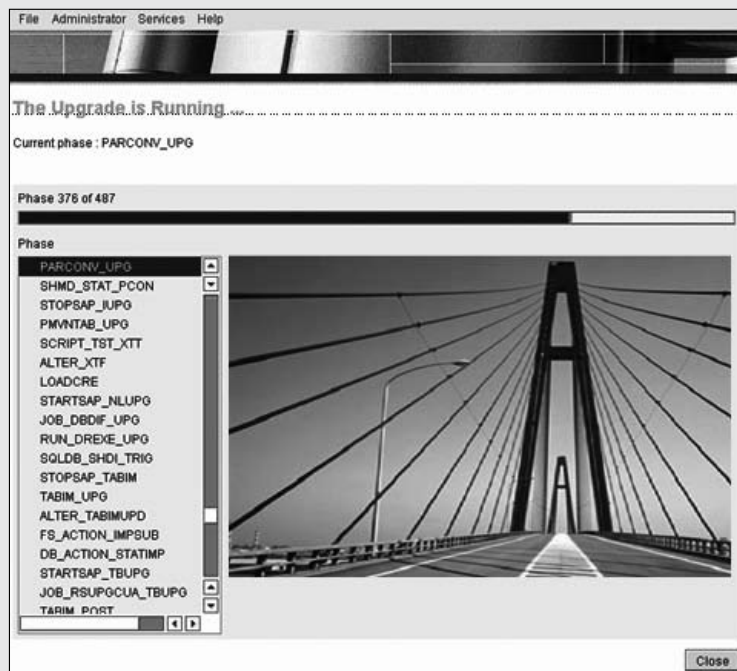 File Administrator Services Help
The Upgrade is Running ...
Current phase : PARCONV_UPG
Phase 376 of 487
Phase
PARCONV_UPG
SHMD_STAT_PCON
STOPSAP_IUPG
PMVNTAB_UPG
SCRIPT_TST_XTT
ALTER_XTF
LOADCRE
STARTSAP_NLUPG
JOB_DBDIF_UPG
RUN_DREXE_UPG
SQLDB_SHDI_TRIG
STOPSAP_TABIM
TABIM_UPG
ALTER_TABIMUPD
FS_ACTION_IMPSUB
DB_ACTION_STATIMP
STARTSAP_TBUPG
JOB_RSUPGCUA_TBUPG
TABIM_POST
Close